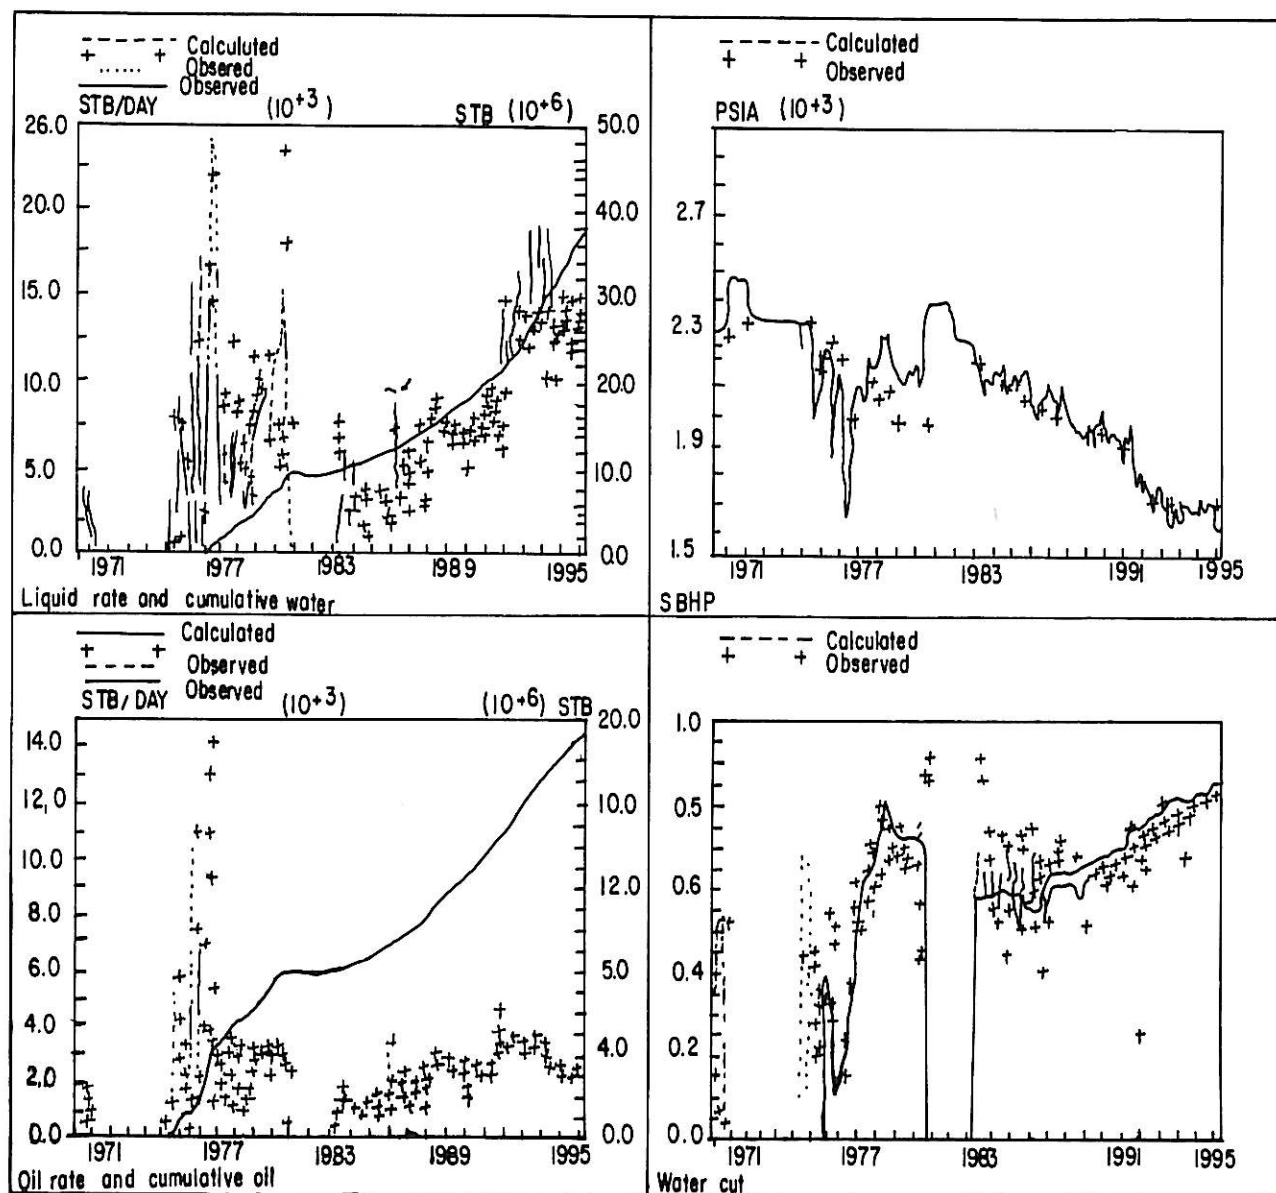 Calculuted
Obsered
Observed
STB/DAY (10+3) STB (10+6)
26.0 50.0
20.0 40.0
15.0 30.0
10.0 20.0
5.0 10.0
0.0 0.0
1971 1977 1983 1989 1995
Liquid rate and cumulative water
Calculated
Observed
PSIA (10+3)
2.7
2.3
1.9
1.5
1971 1977 1983 1991 1995
SBHP
Calculated
Observed
Observed
STB/DAY (10+3) (10+6) STB
14.0 20.0
12,0 10.0
10.0 12.0
8.0
6.0 5.0
4.0 4.0
2.0
0.0 0.0
1971 1977 1983 1989 1995
Oil rate and cumulative oil
Calculated
Observed
1.0
0.5
0.6
0.4
0.2
0.0
1971 1977 1983 1991 1995
Water cut